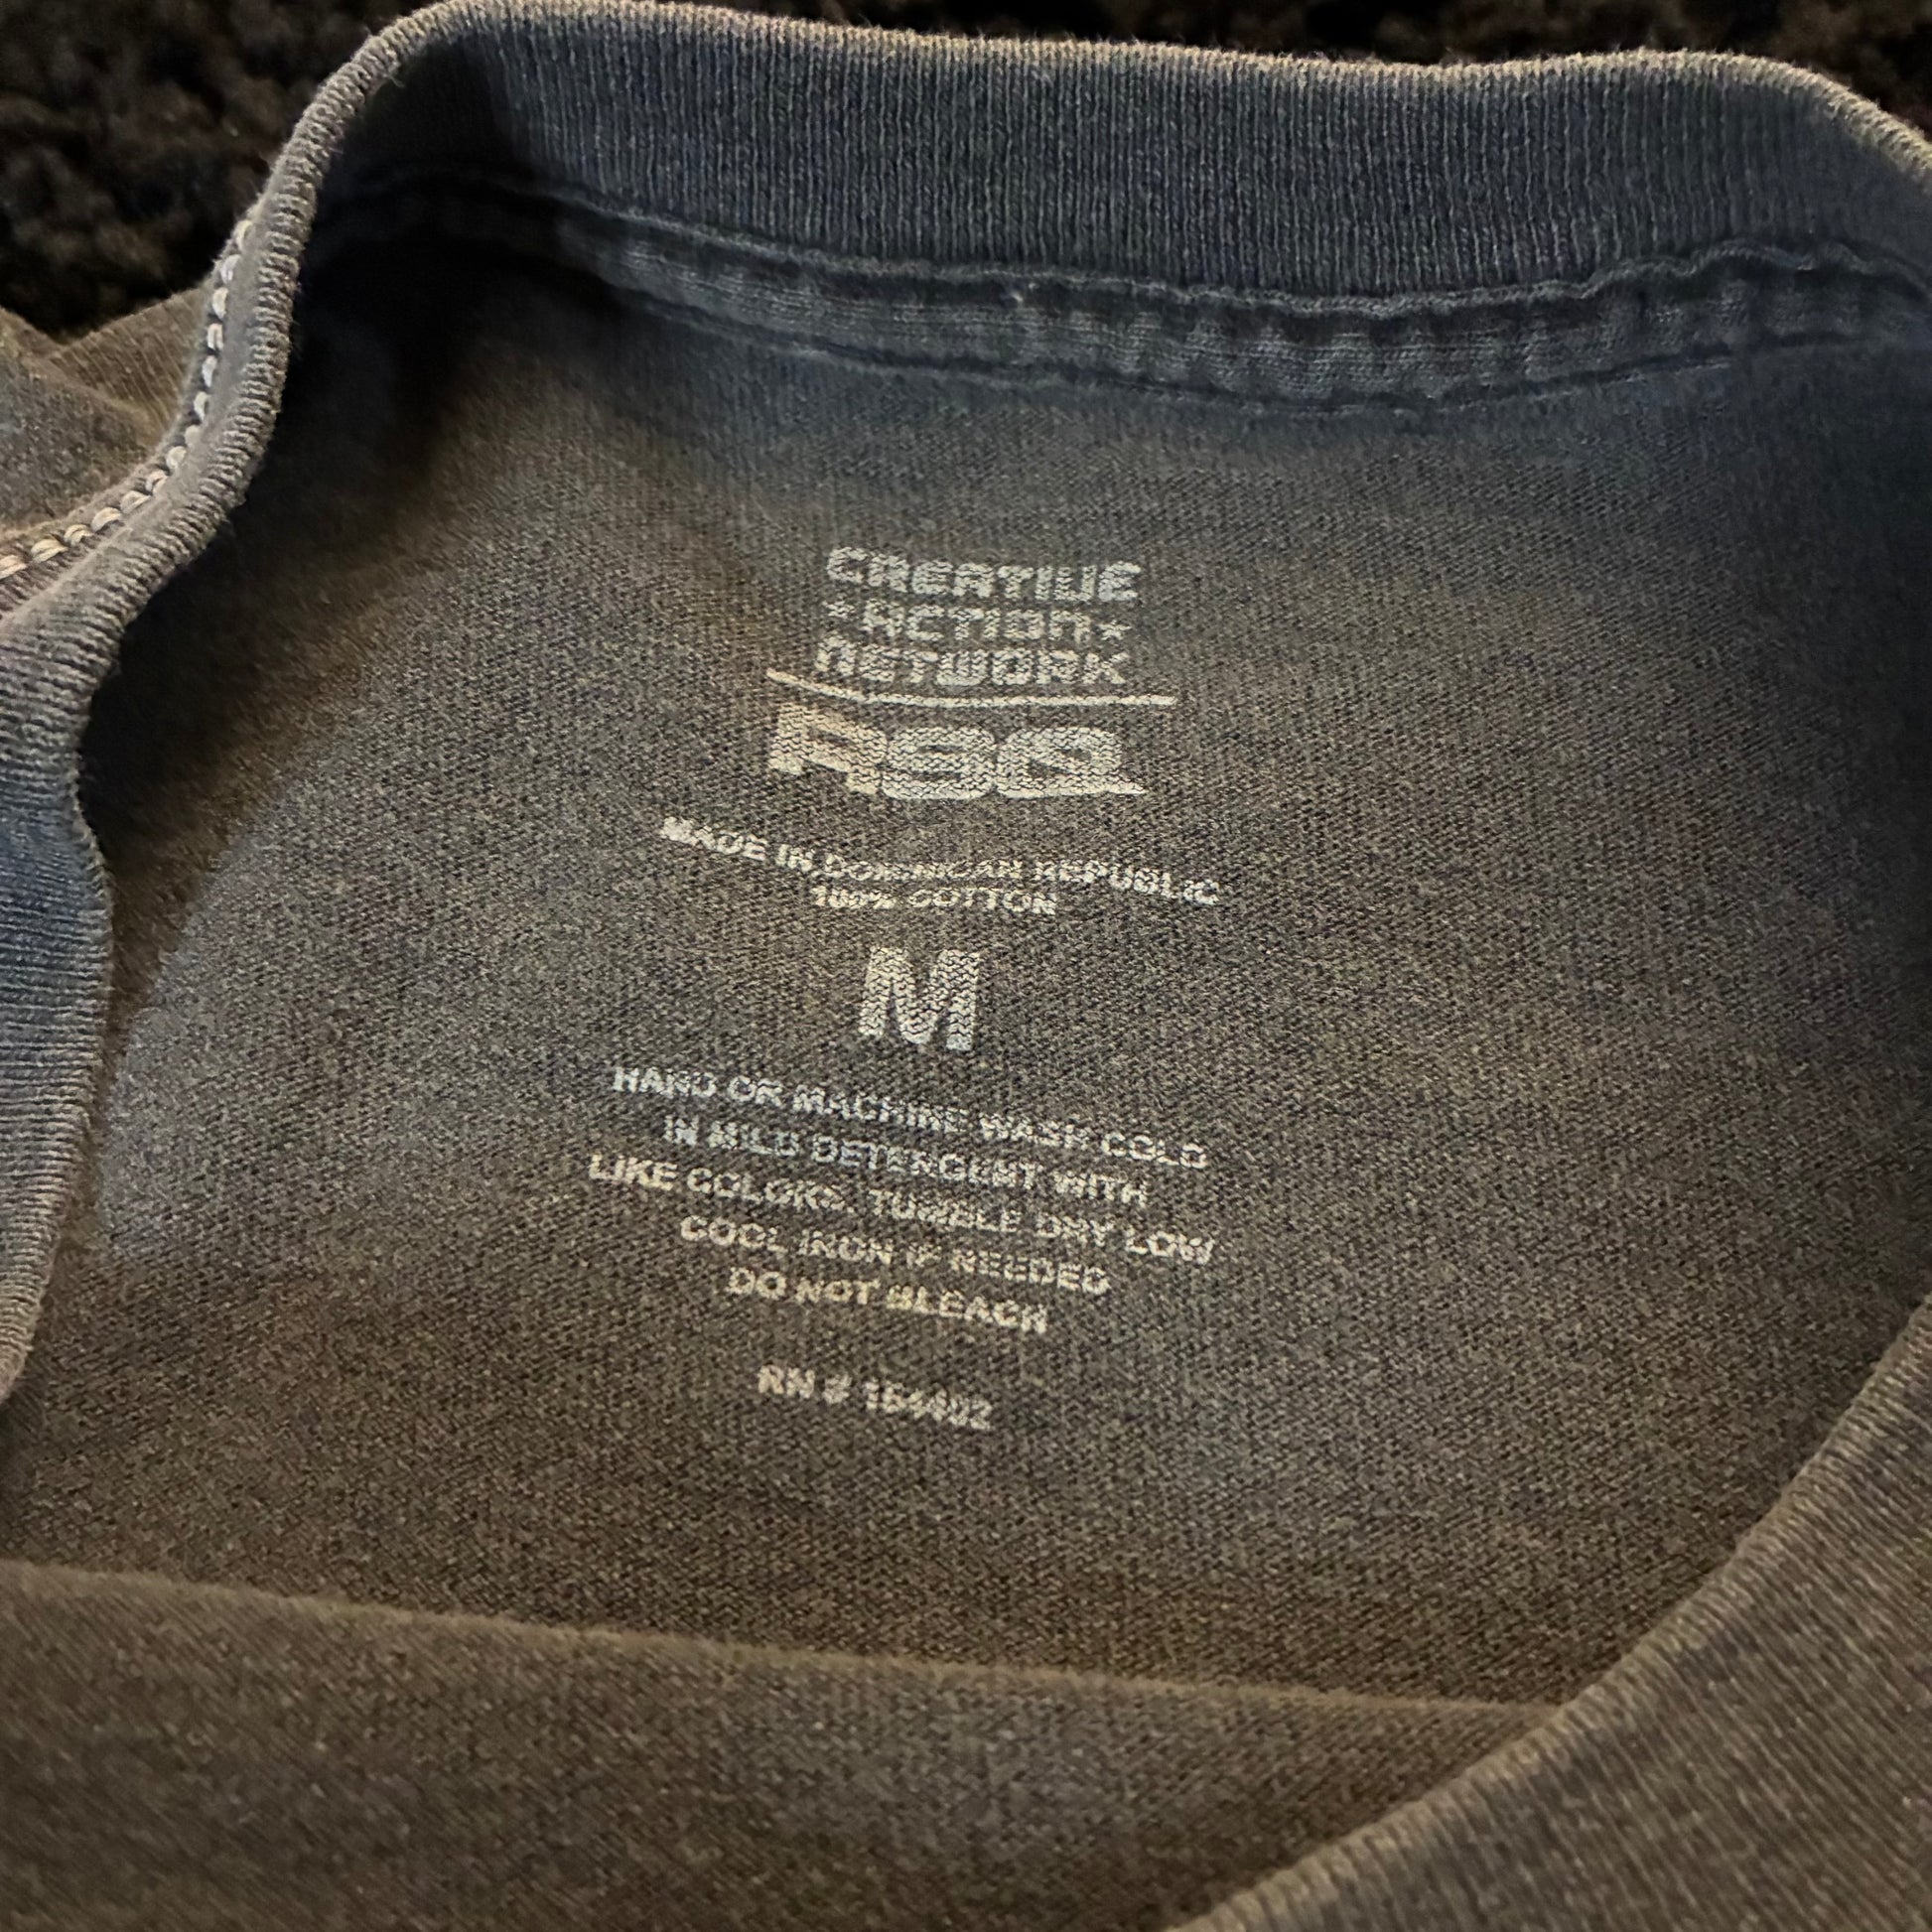 CREATIVE
★ACTION★
NETWORK
RSQ
MADE IN DOMINICAN REPUBLIC
100% COTTON
M
HAND OR MACHINE WASH COLD
IN MILD DETERGENT WITH
LIKE COLORS. TUMBLE DRY LOW
COOL IRON IF NEEDED
DO NOT BLEACH
RN #